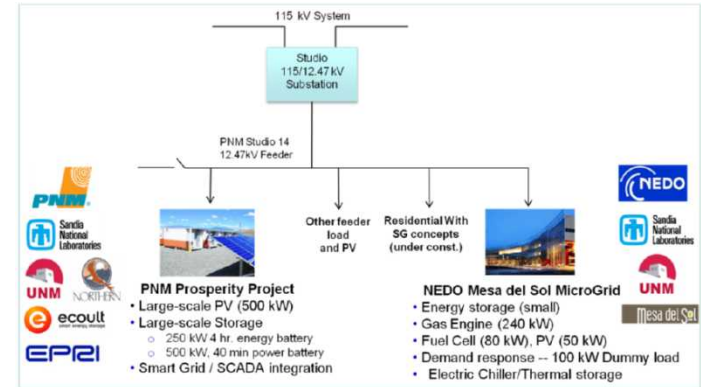 115 kV System
Studio
115/12.47 kV
Substation
PNM Studio 14
12.47kV Feeder
PNM
Sandia
National
Laboratories
UNM
NORTHERN
ecoult
EPRI
Other feeder
load
and PV
Residential With
SG concepts
(under const.)
NEDO
Sandia
National
Laboratories
UNM
Mesa del Sol
PNM Prosperity Project
• Large-scale PV (500 kW)
• Large-scale Storage
o 250 kW 4 hr. energy battery
o 500 kW, 40 min power battery
• Smart Grid / SCADA integration
NEDO Mesa del Sol MicroGrid
• Energy storage (small)
• Gas Engine (240 kW)
• Fuel Cell (80 kW), PV (50 kW)
• Demand response -- 100 kW Dummy load
• Electric Chiller/Thermal storage